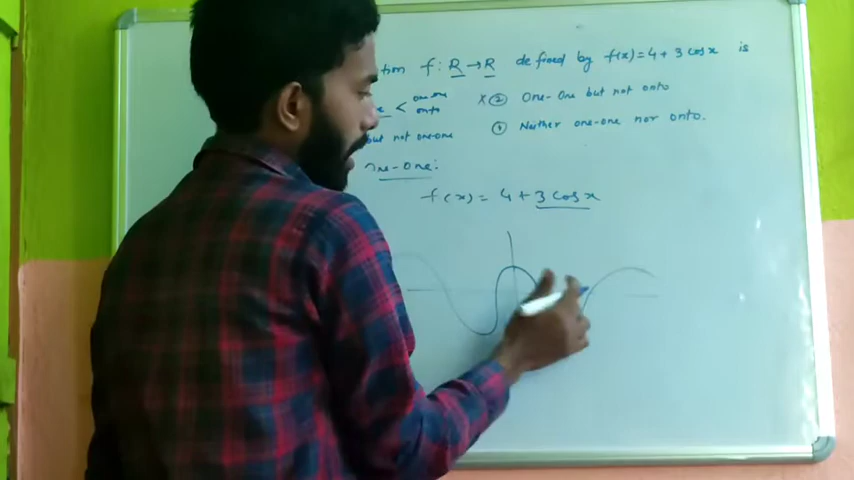 tion f: R → R defined by f(x) = 4 + 3 cos x is
< one one onto x ② One-One but not onto
but not one-one ④ Neither one-one nor onto.
One-One:
f(x) = 4 + 3 cos x